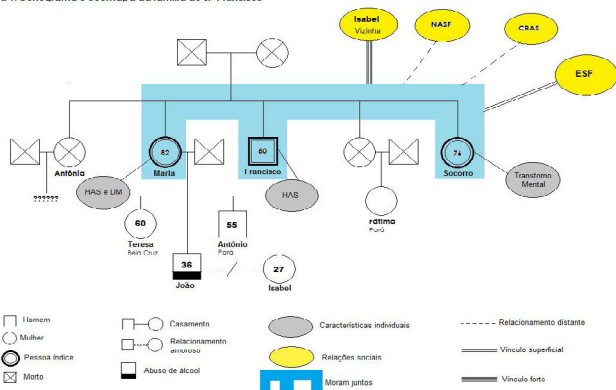 Isabel
Vizinha
NASF
CRAS
ESF
82
80
76
Antônia
Maria
Francisco
Socorro
HAS e DM
HAS
Transtorno
Mental
60
55
Fátima
Pará
Teresa
Bela Cruz
Antônio
Pará
36
27
João
Isabel
Homem
Casamento
Características individuais
Relacionamento distante
Mulher
Relacionamento
amoroso
Pessoa índice
Relações sociais
Vínculo superficial
Morto
Abuso de álcool
Moram juntos
Vínculo forte